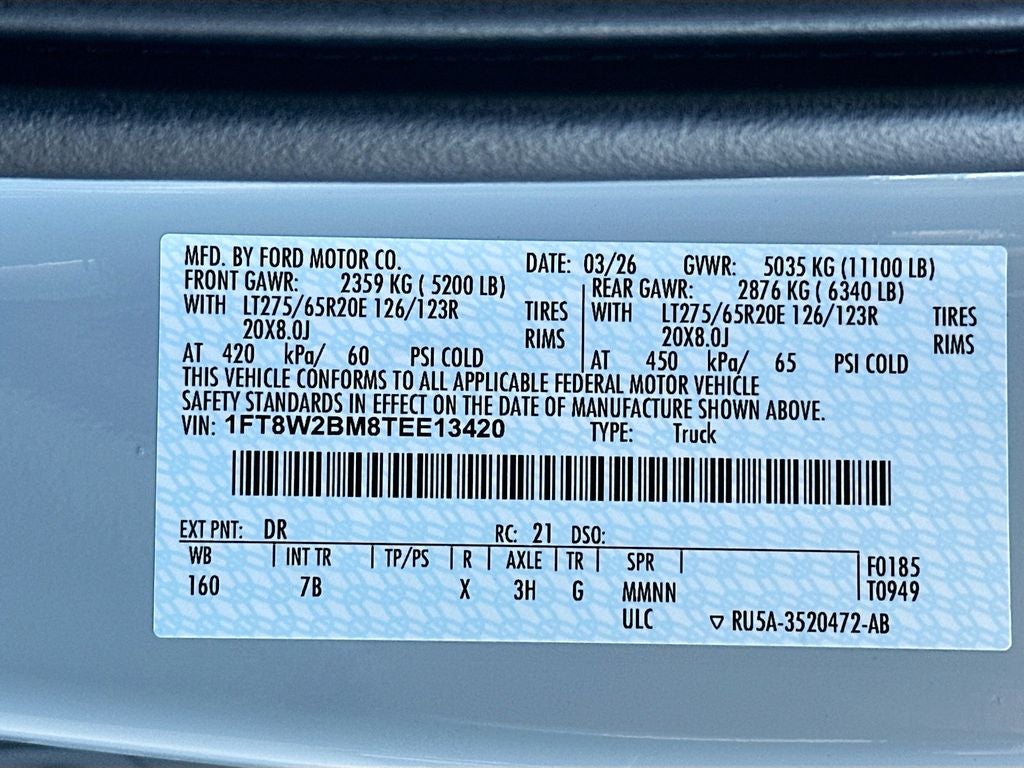 MFD. BY FORD MOTOR CO. DATE: 03/26 GVWR: 5035 KG (11100 LB)
FRONT GAWR: 2359 KG ( 5200 LB) REAR GAWR: 2876 KG ( 6340 LB)
WITH LT275/65R20E 126/123R TIRES WITH LT275/65R20E 126/123R TIRES
20X8.0J RIMS 20X8.0J RIMS
AT 420 kPa/ 60 PSI COLD AT 450 kPa/ 65 PSI COLD
THIS VEHICLE CONFORMS TO ALL APPLICABLE FEDERAL MOTOR VEHICLE
SAFETY STANDARDS IN EFFECT ON THE DATE OF MANUFACTURE SHOWN ABOVE.
VIN: 1FT8W2BM8TEE13420 TYPE: Truck
EXT PNT: DR RC: 21 DSO:
WB INT TR TP/PS R AXLE TR SPR F0185
160 7B X 3H G MMNN T0949
ULC ▽ RU5A-3520472-AB